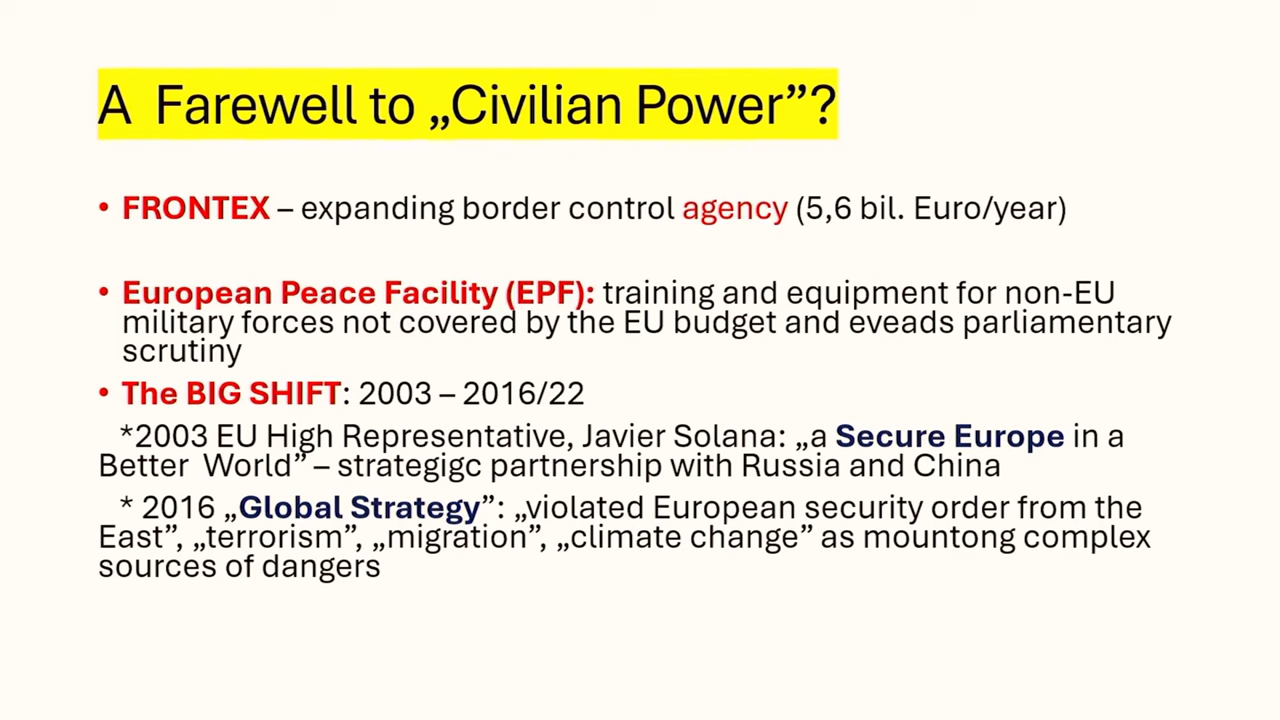 A  Farewell to „Civilian Power”?
• FRONTEX – expanding border control agency (5,6 bil. Euro/year)
• European Peace Facility (EPF): training and equipment for non-EU
military forces not covered by the EU budget and eveads parliamentary
scrutiny
• The BIG SHIFT: 2003 – 2016/22
*2003 EU High Representative, Javier Solana: „a Secure Europe in a
Better  World” – strategigc partnership with Russia and China
* 2016 „Global Strategy”: „violated European security order from the
East”, „terrorism”, „migration”, „climate change” as mountong complex
sources of dangers